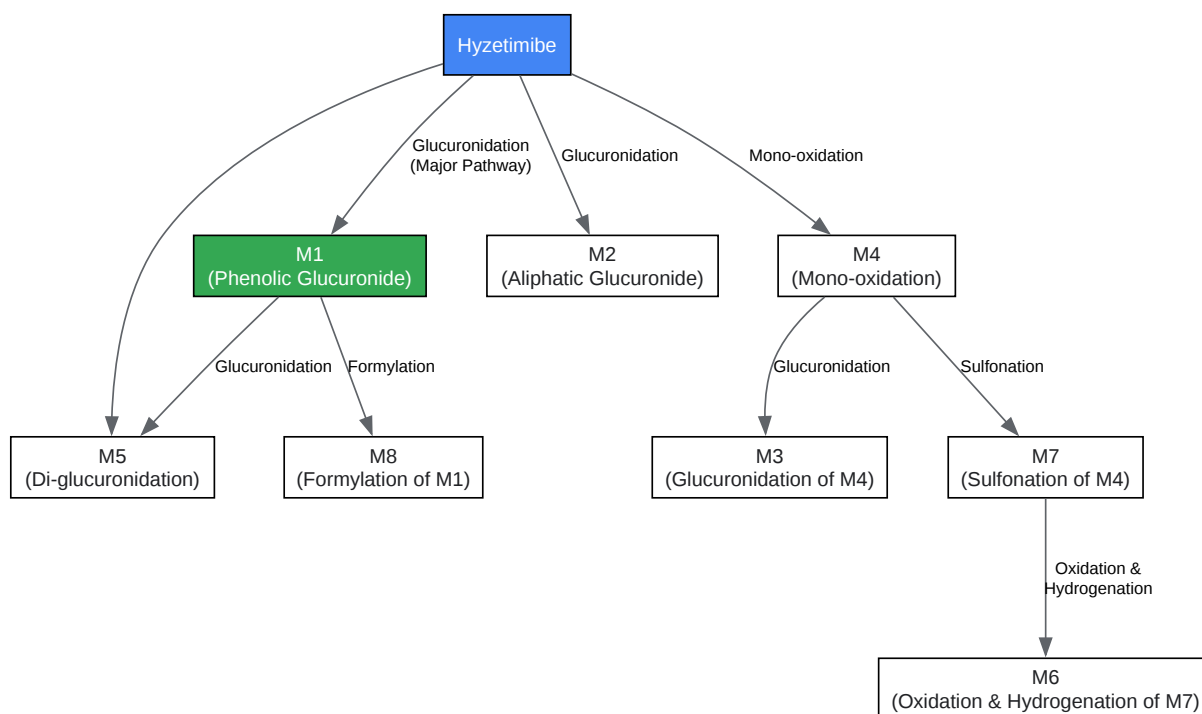 Hyzetimibe
Glucuronidation
(Major Pathway)
Glucuronidation
Mono-oxidation
M1
(Phenolic Glucuronide)
M2
(Aliphatic Glucuronide)
M4
(Mono-oxidation)
Glucuronidation
Formylation
Glucuronidation
Sulfonation
M5
(Di-glucuronidation)
M8
(Formylation of M1)
M3
(Glucuronidation of M4)
M7
(Sulfonation of M4)
Oxidation &
Hydrogenation
M6
(Oxidation & Hydrogenation of M7)